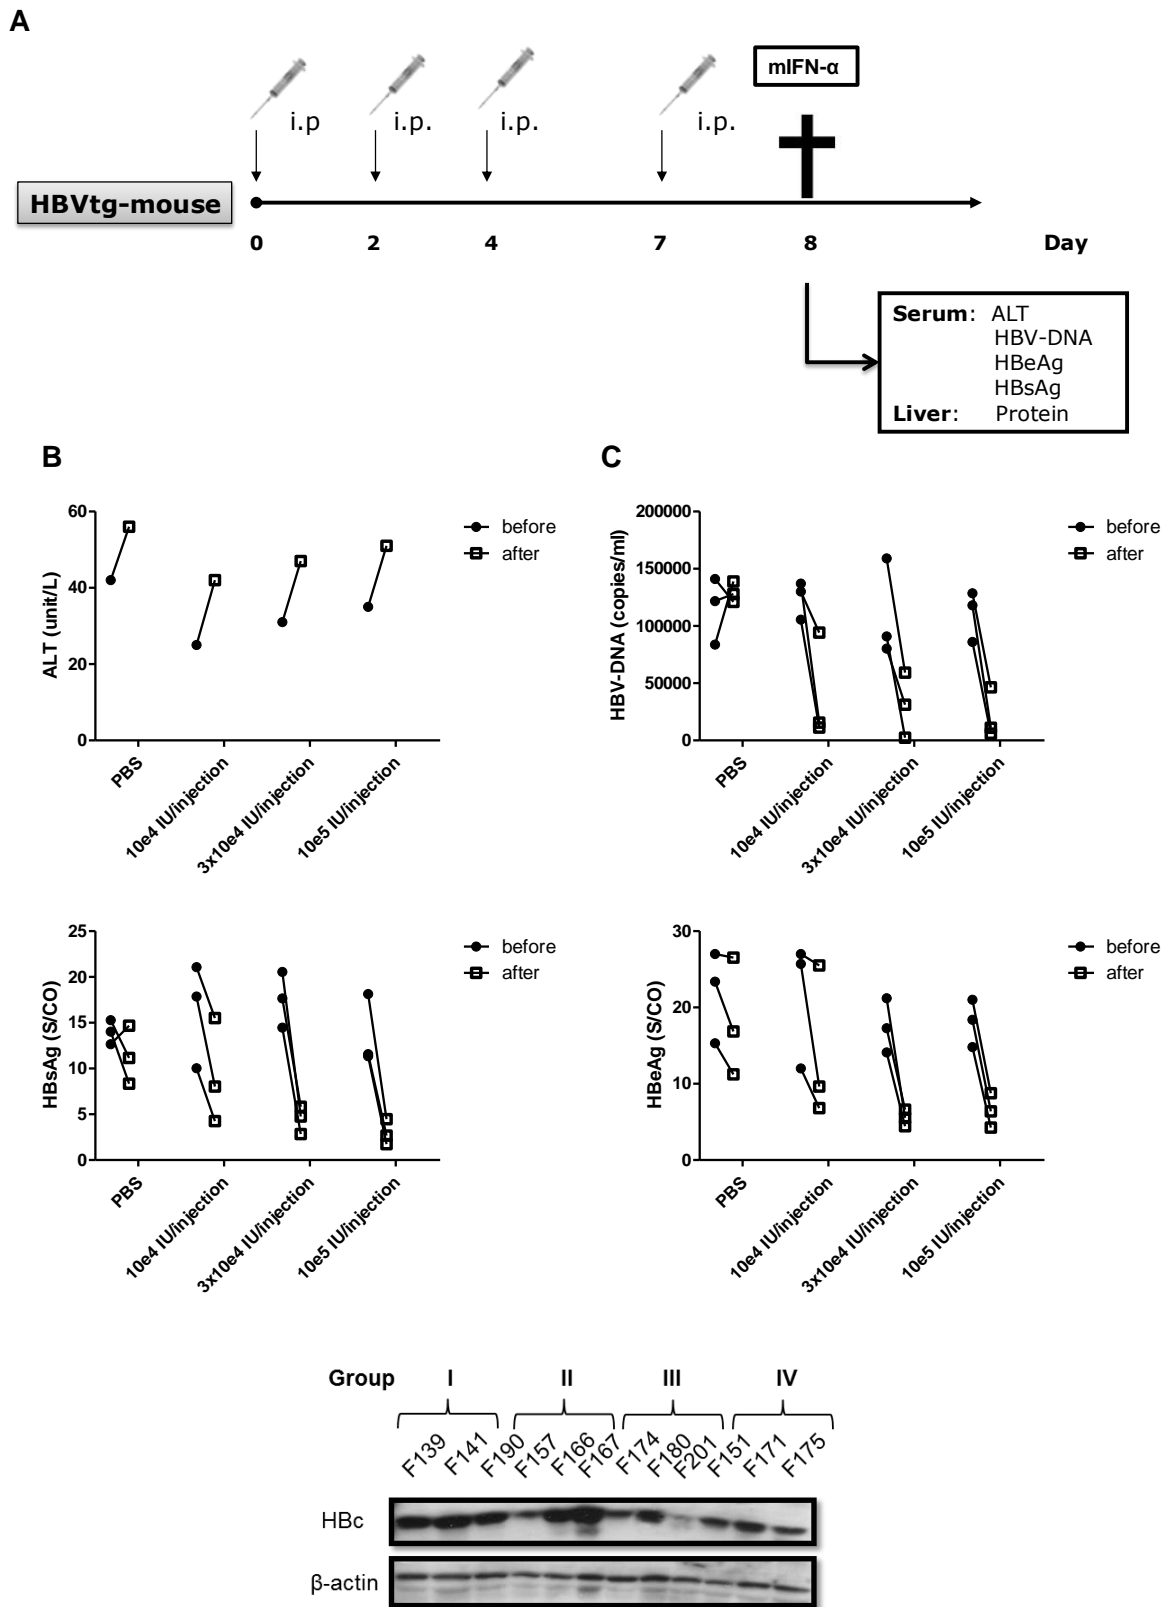 A
mIFN-α
i.p i.p. i.p. i.p.
HBVtg-mouse
0 2 4 7 8 Day
Serum: ALT
HBV-DNA
HBeAg
HBsAg
Liver: Protein
B
ALT (unit/L)
60
40
20
0
PBS
10e4 IU/injection
3x10e4 IU/injection
10e5 IU/injection
before
after
C
HBV-DNA (copies/ml)
200000
150000
100000
50000
0
PBS
10e4 IU/injection
3x10e4 IU/injection
10e5 IU/injection
before
after
HBsAg (S/CO)
25
20
15
10
5
0
PBS
10e4 IU/injection
3x10e4 IU/injection
10e5 IU/injection
before
after
HBeAg (S/CO)
30
20
10
0
PBS
10e4 IU/injection
3x10e4 IU/injection
10e5 IU/injection
before
after
Group I II III IV
F139 F141 F190 F157 F166 F167 F174 F180 F201 F151 F171 F175
HBc
β-actin